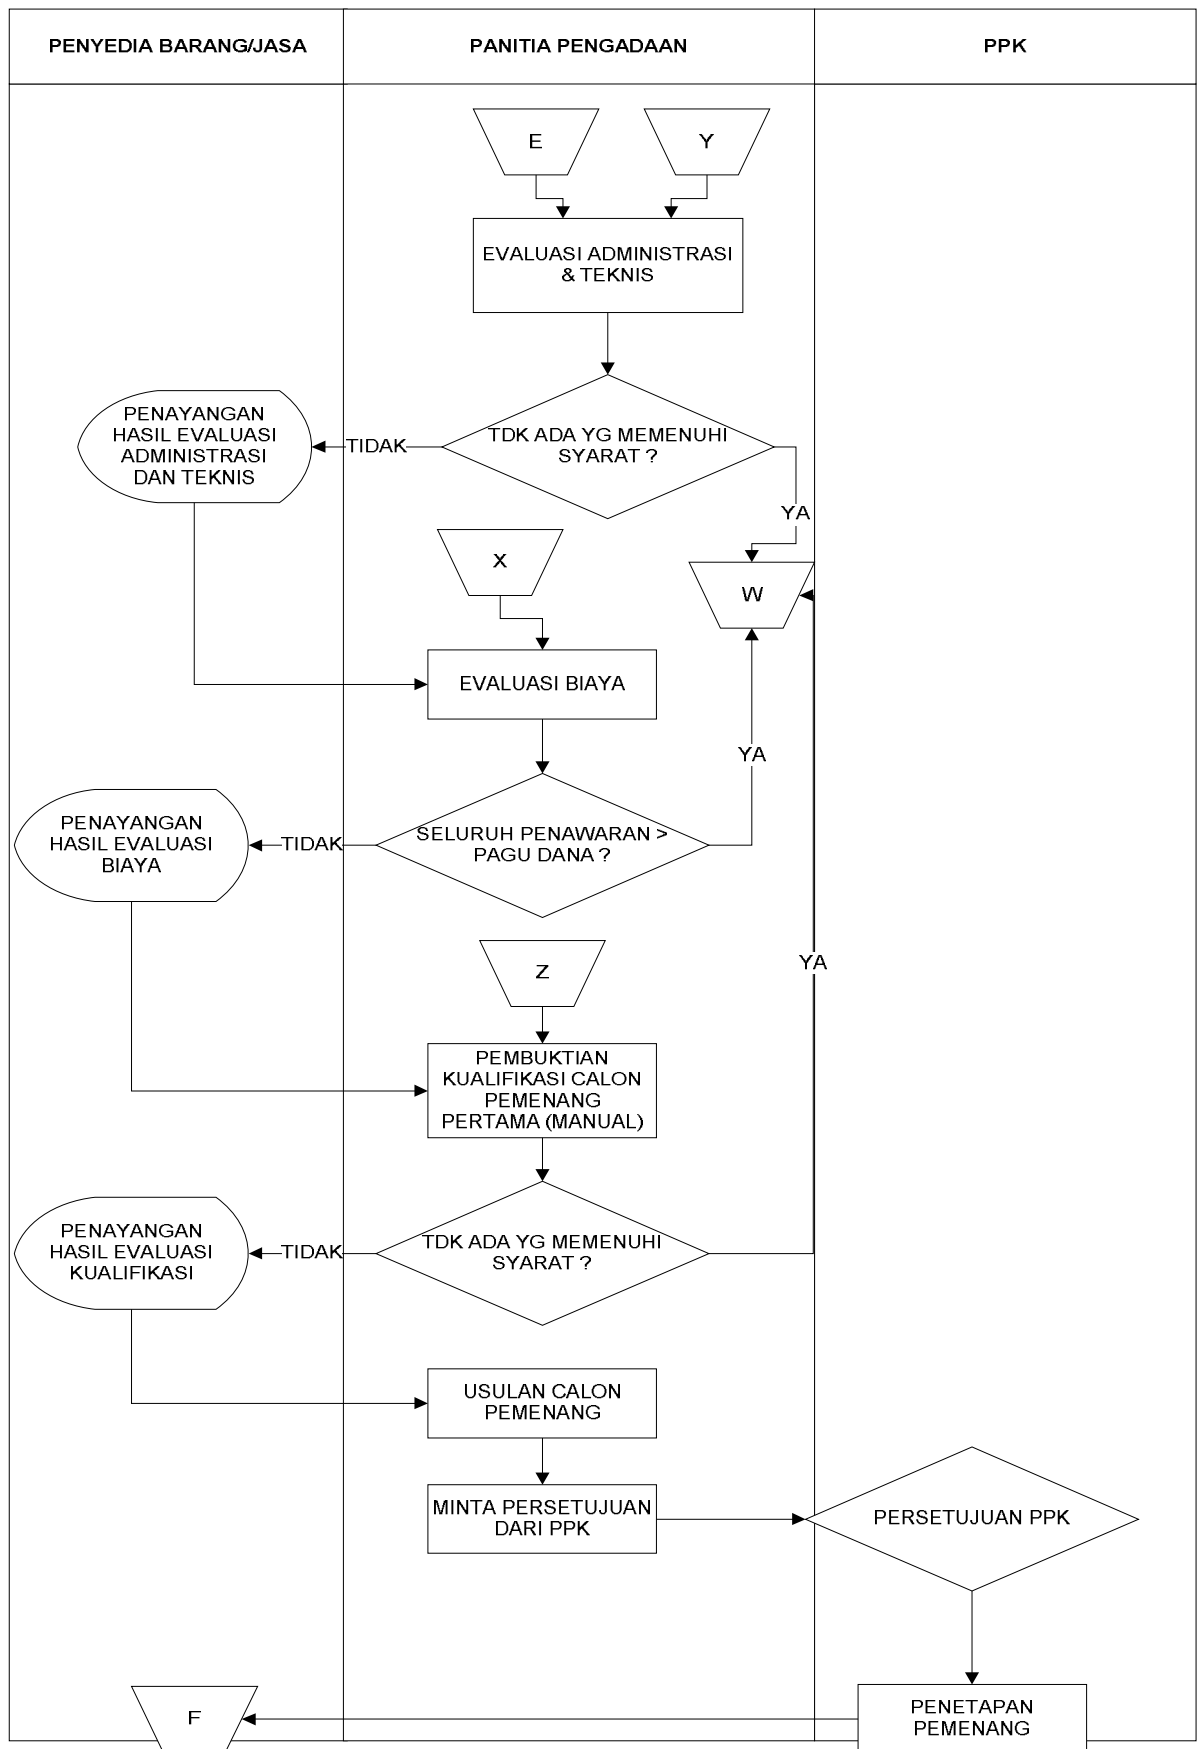 PENYEDIA BARANG/JASA
PANITIA PENGADAAN
PPK
E
Y
EVALUASI ADMINISTRASI
& TEKNIS
TDK ADA YG MEMENUHI
SYARAT ?
TIDAK
PENAYANGAN
HASIL EVALUASI
ADMINISTRASI
DAN TEKNIS
YA
X
W
EVALUASI BIAYA
YA
SELURUH PENAWARAN >
PAGU DANA ?
TIDAK
PENAYANGAN
HASIL EVALUASI
BIAYA
Z
YA
PEMBUKTIAN
KUALIFIKASI CALON
PEMENANG
PERTAMA (MANUAL)
TDK ADA YG MEMENUHI
SYARAT ?
TIDAK
PENAYANGAN
HASIL EVALUASI
KUALIFIKASI
USULAN CALON
PEMENANG
MINTA PERSETUJUAN
DARI PPK
PERSETUJUAN PPK
PENETAPAN
PEMENANG
F